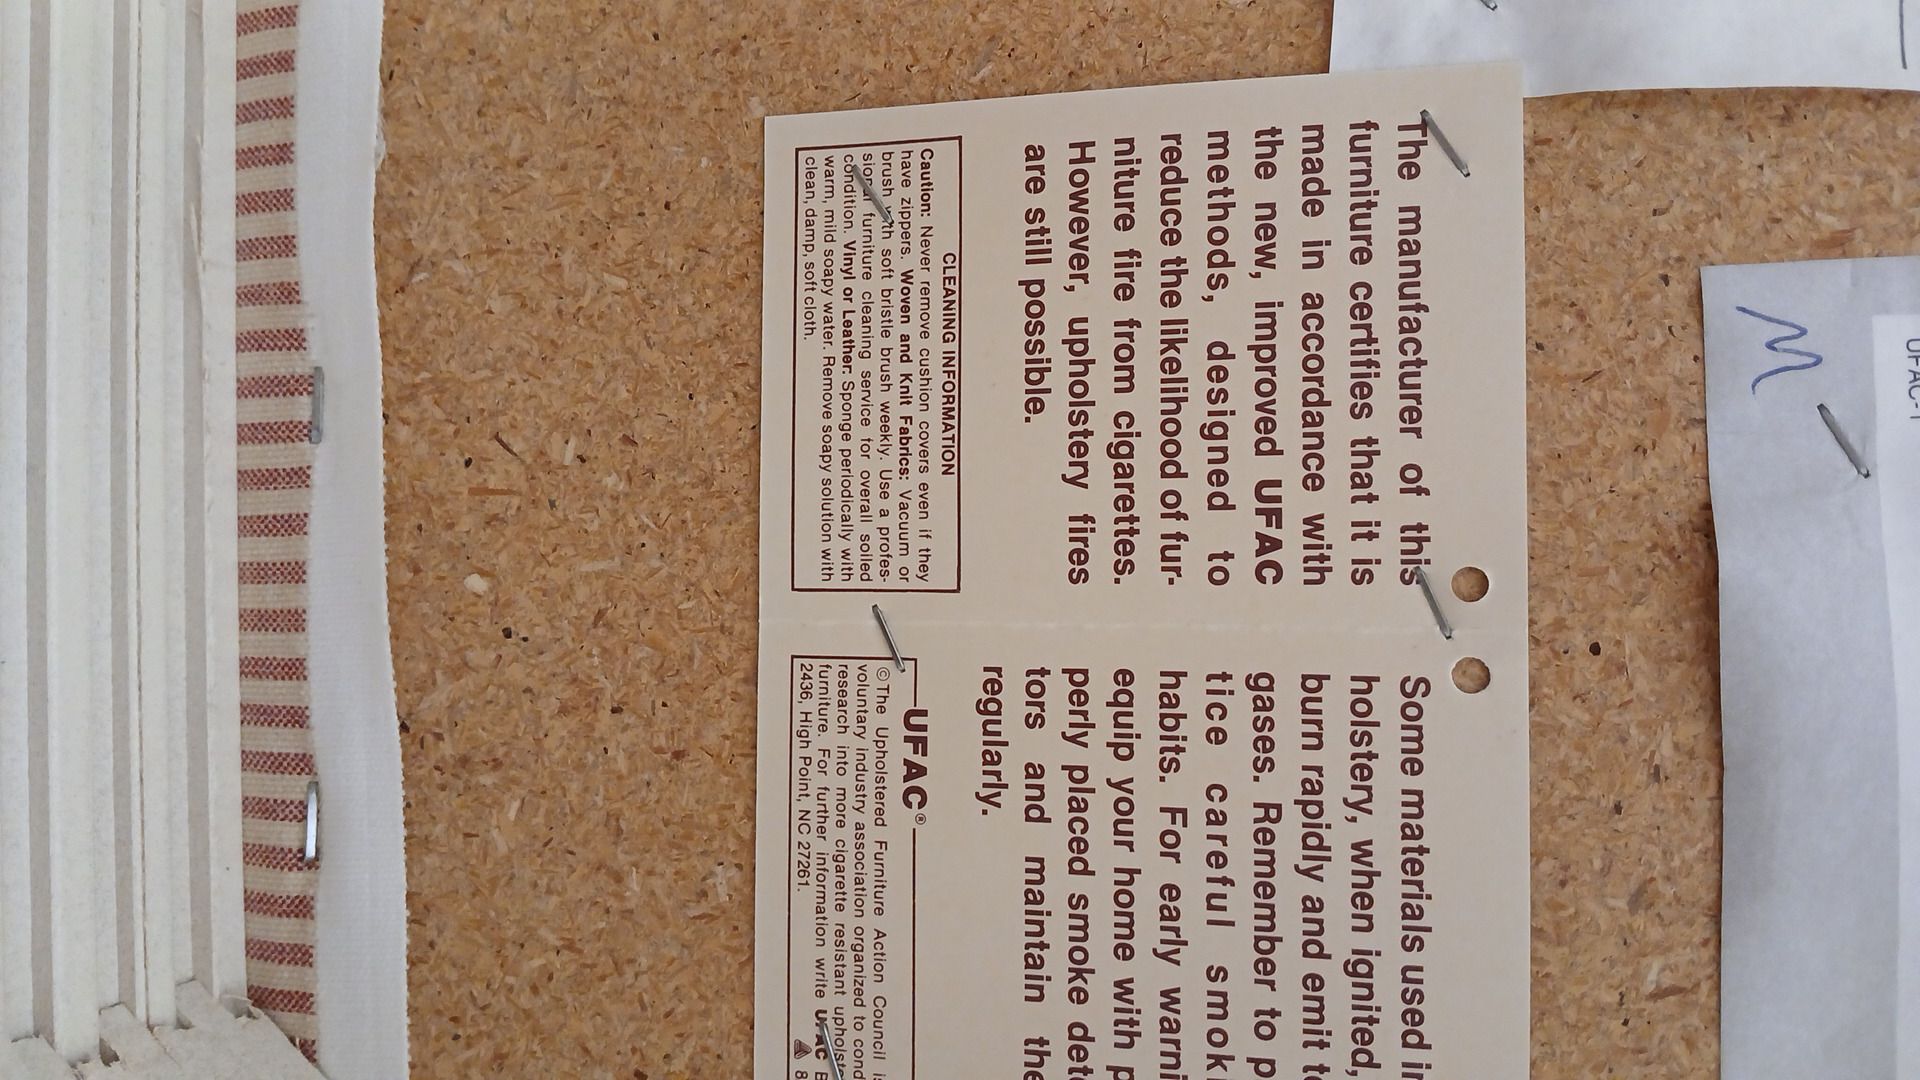 The manufacturer of this
furniture certifies that it is
made in accordance with
the new, improved UFAC
methods, designed to
reduce the likelihood of fur-
niture fire from cigarettes.
However, upholstery fires
are still possible.
CLEANING INFORMATION
Caution: Never remove cushion covers even if they
have zippers. Woven and Knit Fabrics: Vacuum or
brush with soft bristle brush weekly. Use a profes-
sional furniture cleaning service for overall soiled
condition. Vinyl or Leather: Sponge periodically with
warm, mild soapy water. Remove soapy solution with
clean, damp, soft cloth.
Some materials used in
holstery, when ignited,
burn rapidly and emit
gases. Remember to
tice careful
habits. For early
equip your home with
perly placed smoke
tors and maintain
regularly.
UFAC®
© The Upholstered Furniture Action Council
voluntary industry association organized to
research into more cigarette resistant
furniture. For further information write UFAC
2436, High Point, NC 27261.
UFAC-1